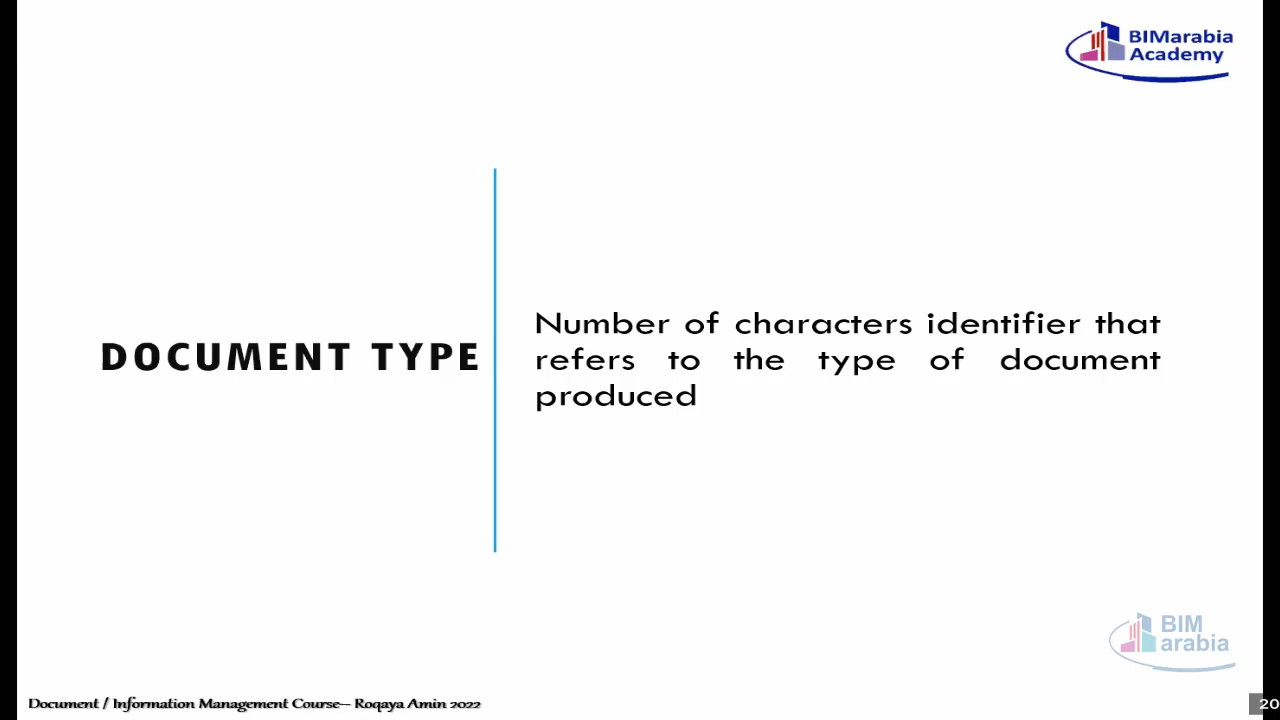 BIMarabia
Academy
DOCUMENT TYPE
Number of characters identifier that
refers to the type of document
produced
BIM
arabia
Document / Information Management Course-- Roqaya Amin 2022
20